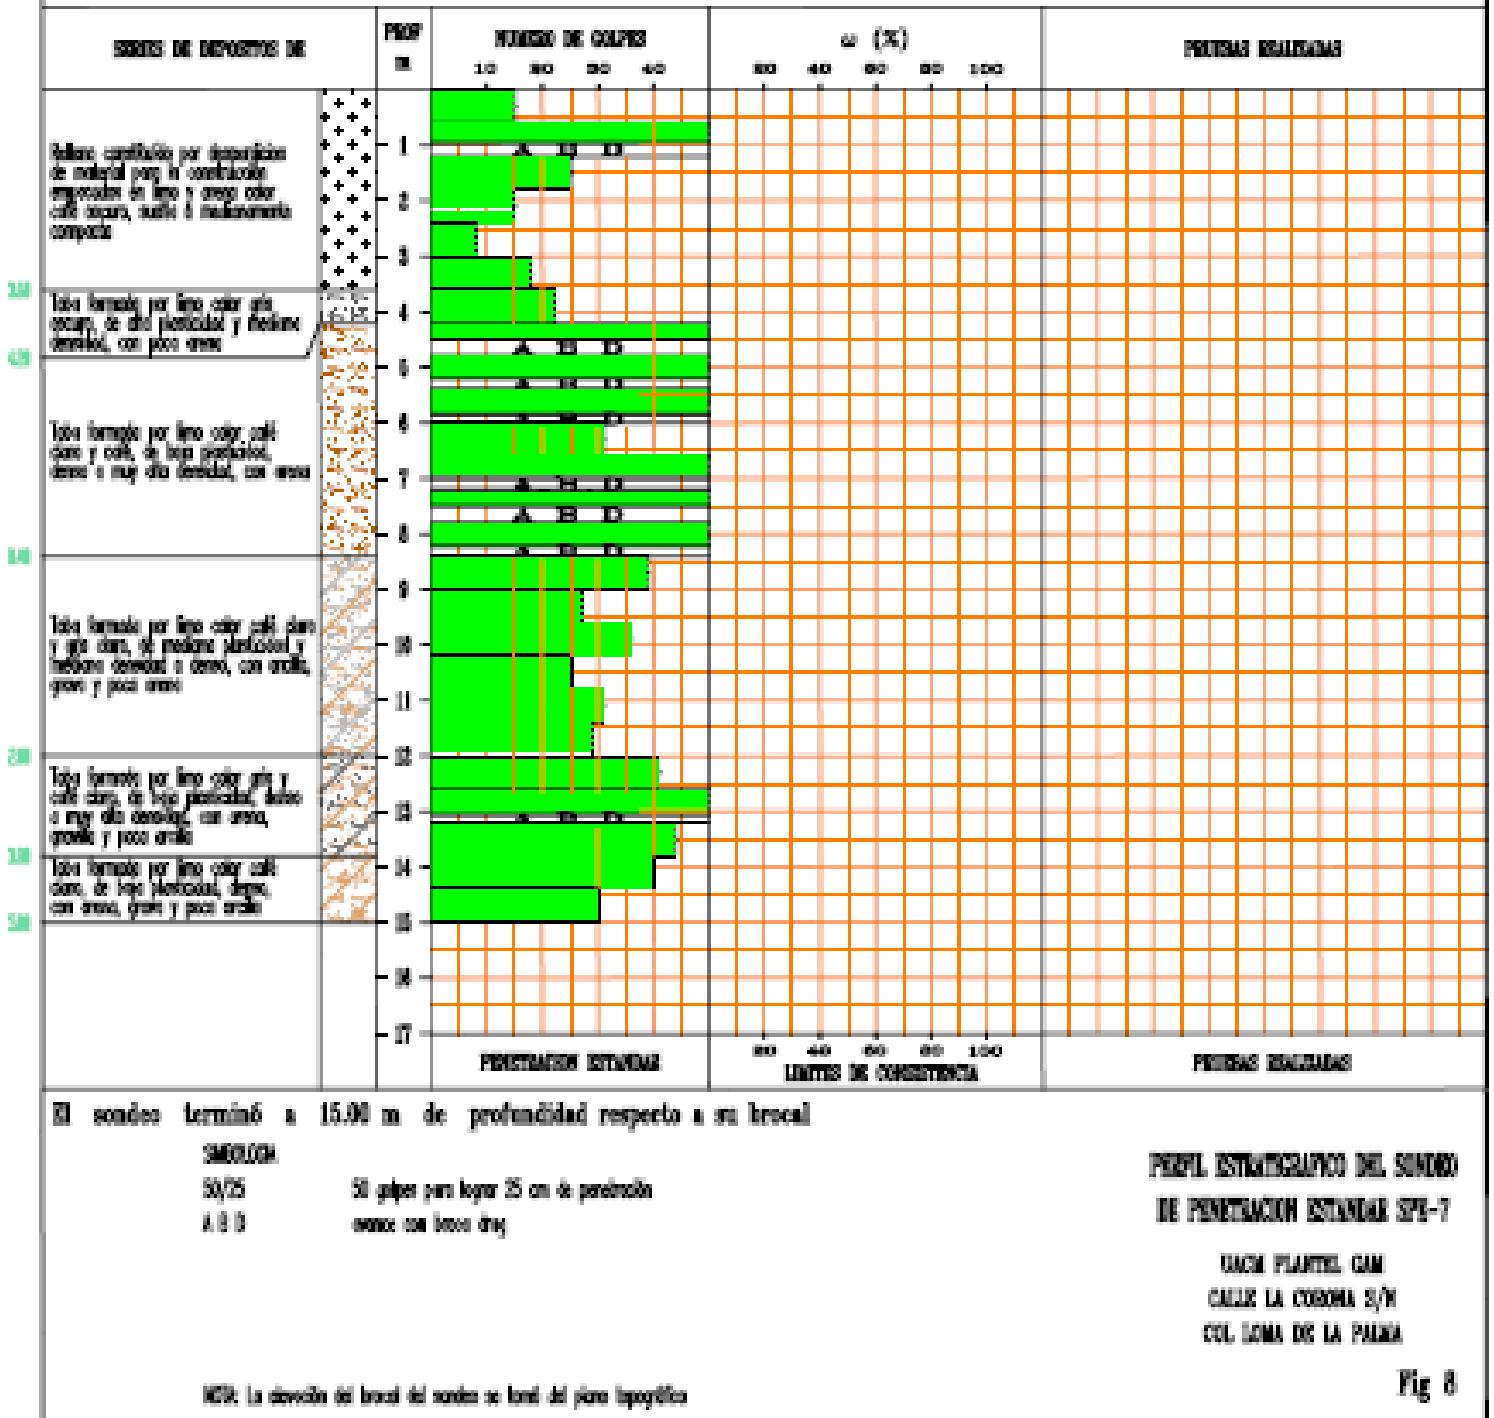 SERIES DE DEPOSITOS DE
PROF
m
NUMERO DE GOLPES
10 20 30 40
ω (%)
20 40 60 80 100
PRUEBAS REALIZADAS
Relleno constituido por
de material para la construcción
empacados en limo y arena color
café oscuro, suelto a medianamente
compacto
3.60
Toba formada por limo color gris
oscuro, de alta plasticidad y mediana
densidad, con poca arena
4.20
Toba formada por limo color café
claro y café, de baja plasticidad,
denso a muy alta densidad, con arena
8.40
Toba formada por limo color café claro
y gris claro, de mediana plasticidad y
mediana densidad a denso, con arcilla,
grava y poca arena
Toba formada por limo color gris y
café claro, de baja plasticidad, denso
a muy alta densidad, con arena,
gravilla y poca arcilla
Toba formada por limo color café
claro, de baja plasticidad, denso,
con arena, grava y poca arcilla
1
A B D
2
3
4
A B D
5
A B D
A B D
6
7
A B D
A B D
8
A B D
9
10
11
12
13
A B D
14
15
16
17
PENETRACION ESTANDAR
20 40 60 80 100
LIMITES DE CONSISTENCIA
PRUEBAS REALIZADAS
El sondeo terminó a 15.00 m de profundidad respecto a su brocal
SIMBOLOGIA
50/25 50 golpes para lograr 25 cm de penetración
A B D avance con broca drag
PERFIL ESTRATIGRAFICO DEL SONDEO
DE PENETRACION ESTANDAR SPE-7
UACM PLANTEL GAM
CALLE LA CORONA S/N
COL LOMA DE LA PALMA
Fig 8
NOTA: La elevación del brocal del sondeo se tomó del plano topográfico